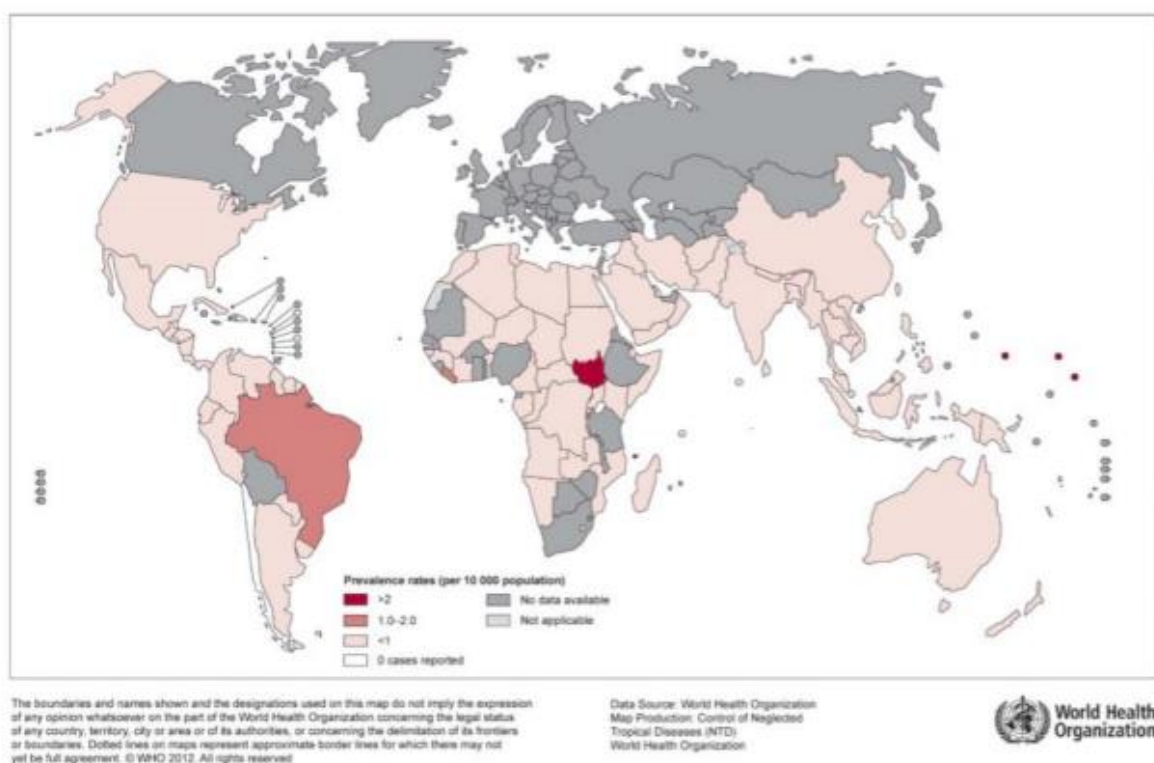 Prevalence rates (per 10 000 population)
>2
1.0–2.0
<1
0 cases reported
No data available
Not applicable
The boundaries and names shown and the designations used on this map do not imply the expression
of any opinion whatsoever on the part of the World Health Organization concerning the legal status
of any country, territory, city or area or of its authorities, or concerning the delimitation of its frontiers
or boundaries. Dotted lines on maps represent approximate border lines for which there may not
yet be full agreement. © WHO 2012. All rights reserved
Data Source: World Health Organization
Map Production: Control of Neglected
Tropical Diseases (NTD)
World Health Organization
World Health
Organization